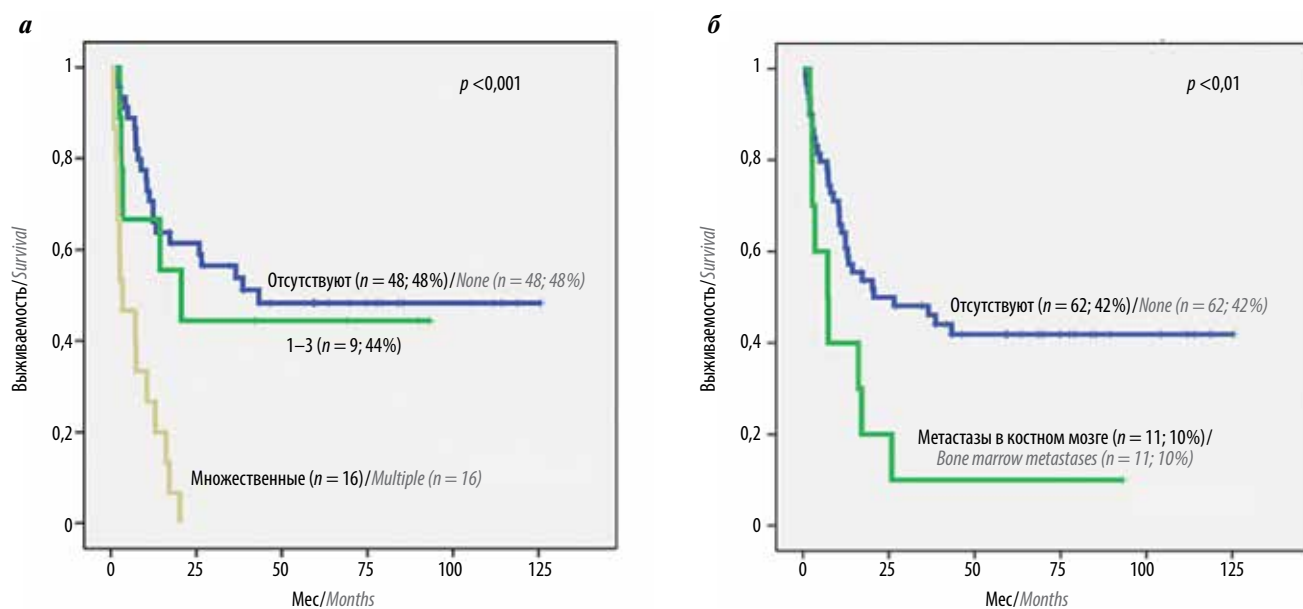 а
Выживаемость/Survival
1
0,8
0,6
0,4
0,2
0
p <0,001
Отсутствуют (n = 48; 48%)/None (n = 48; 48%)
1–3 (n = 9; 44%)
Множественные (n = 16)/Multiple (n = 16)
0 25 50 75 100 125
Мес/Months
б
Выживаемость/Survival
1
0,8
0,6
0,4
0,2
0
p <0,01
Отсутствуют (n = 62; 42%)/None (n = 62; 42%)
Метастазы в костном мозге (n = 11; 10%)/
Bone marrow metastases (n = 11; 10%)
0 25 50 75 100 125
Мес/Months